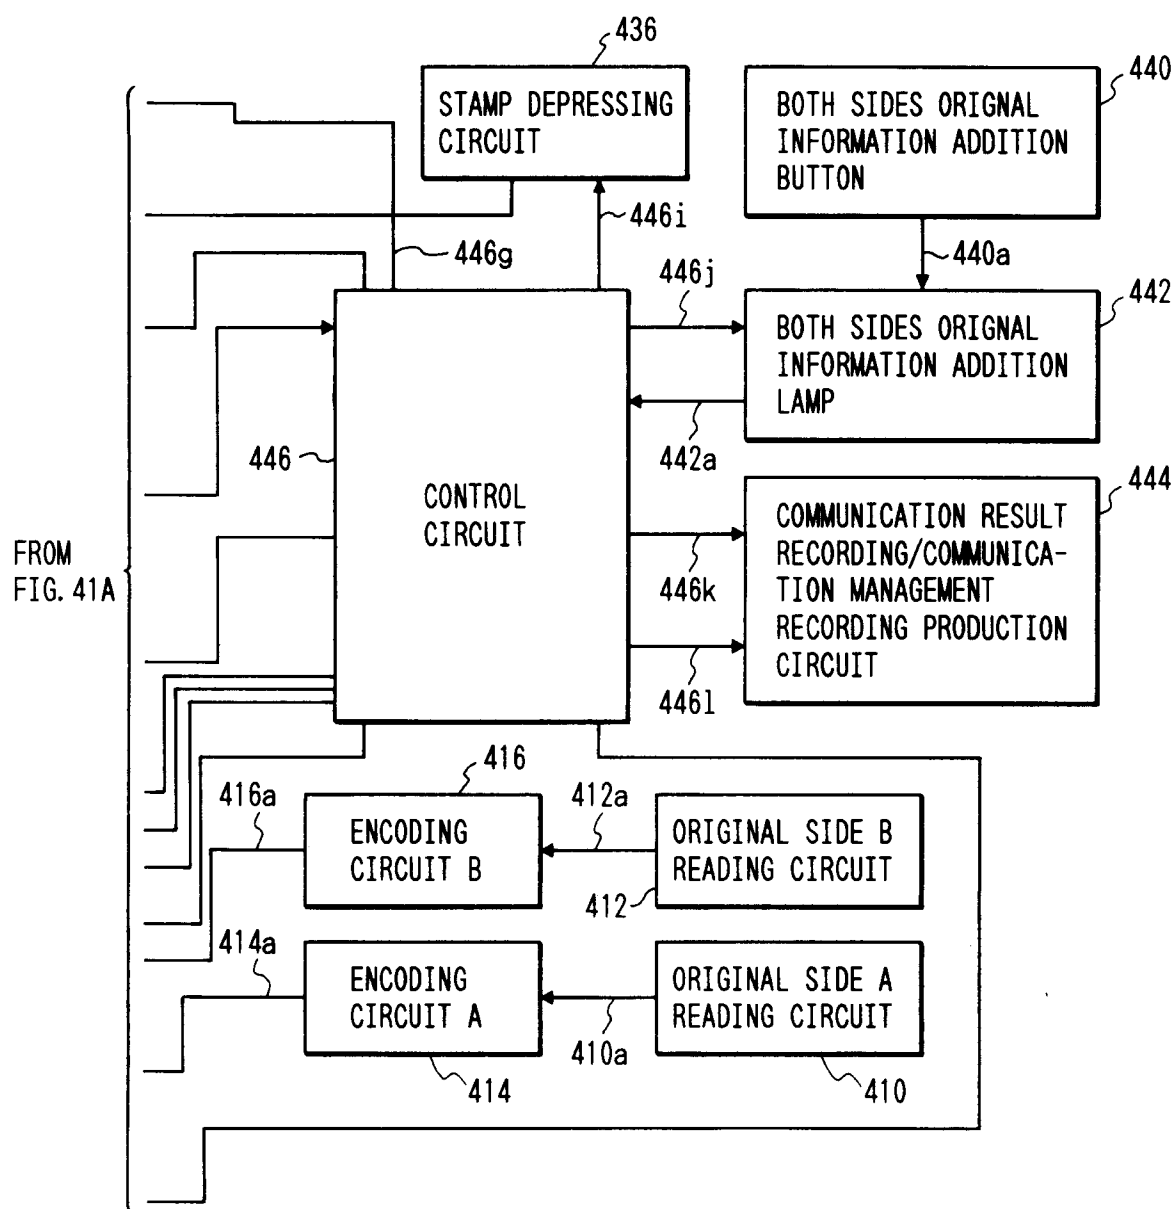 436
STAMP DEPRESSING
CIRCUIT
440
BOTH SIDES ORIGNAL
INFORMATION ADDITION
BUTTON
446g
446i
440a
446j
442
BOTH SIDES ORIGNAL
INFORMATION ADDITION
LAMP
442a
446
CONTROL
CIRCUIT
444
COMMUNICATION RESULT
RECORDING/COMMUNICA-
TION MANAGEMENT
RECORDING PRODUCTION
CIRCUIT
446k
446l
FROM
FIG. 41A
416
416a
ENCODING
CIRCUIT B
412a
ORIGINAL SIDE B
READING CIRCUIT
412
414a
ENCODING
CIRCUIT A
414
410a
ORIGINAL SIDE A
READING CIRCUIT
410